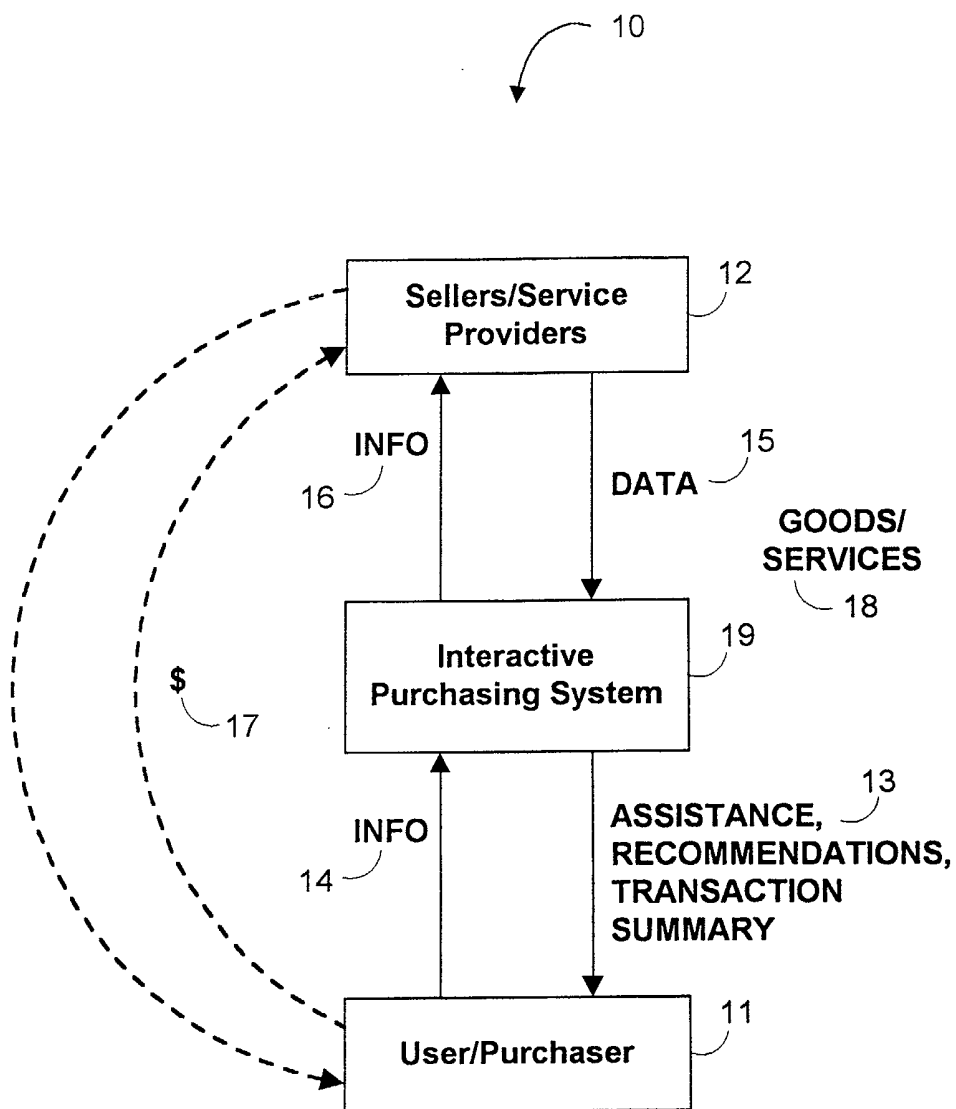 10
Sellers/Service
Providers
12
INFO
16
15
DATA
GOODS/
SERVICES
18
Interactive
Purchasing System
19
$
17
INFO
14
13
ASSISTANCE,
RECOMMENDATIONS,
TRANSACTION
SUMMARY
User/Purchaser
11